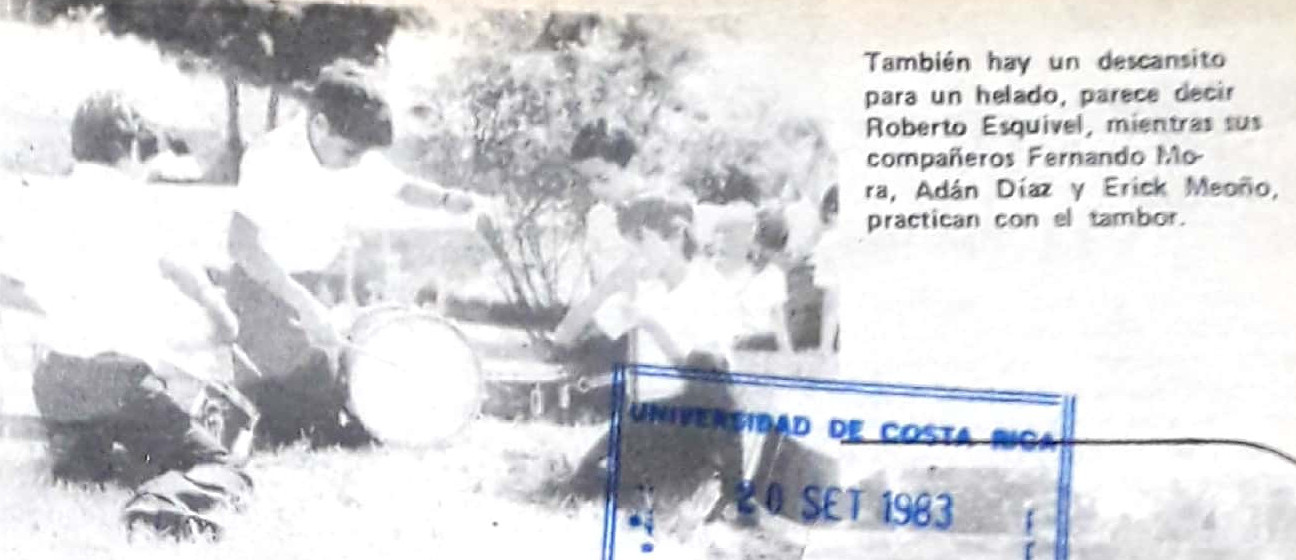 También hay un descansito
para un helado, parece decir
Roberto Esquivel, mientras sus
compañeros Fernando Mo-
ra, Adán Díaz y Erick Meoño,
practican con el tambor.
UNIVERSIDAD DE COSTA RICA
20 SET 1983